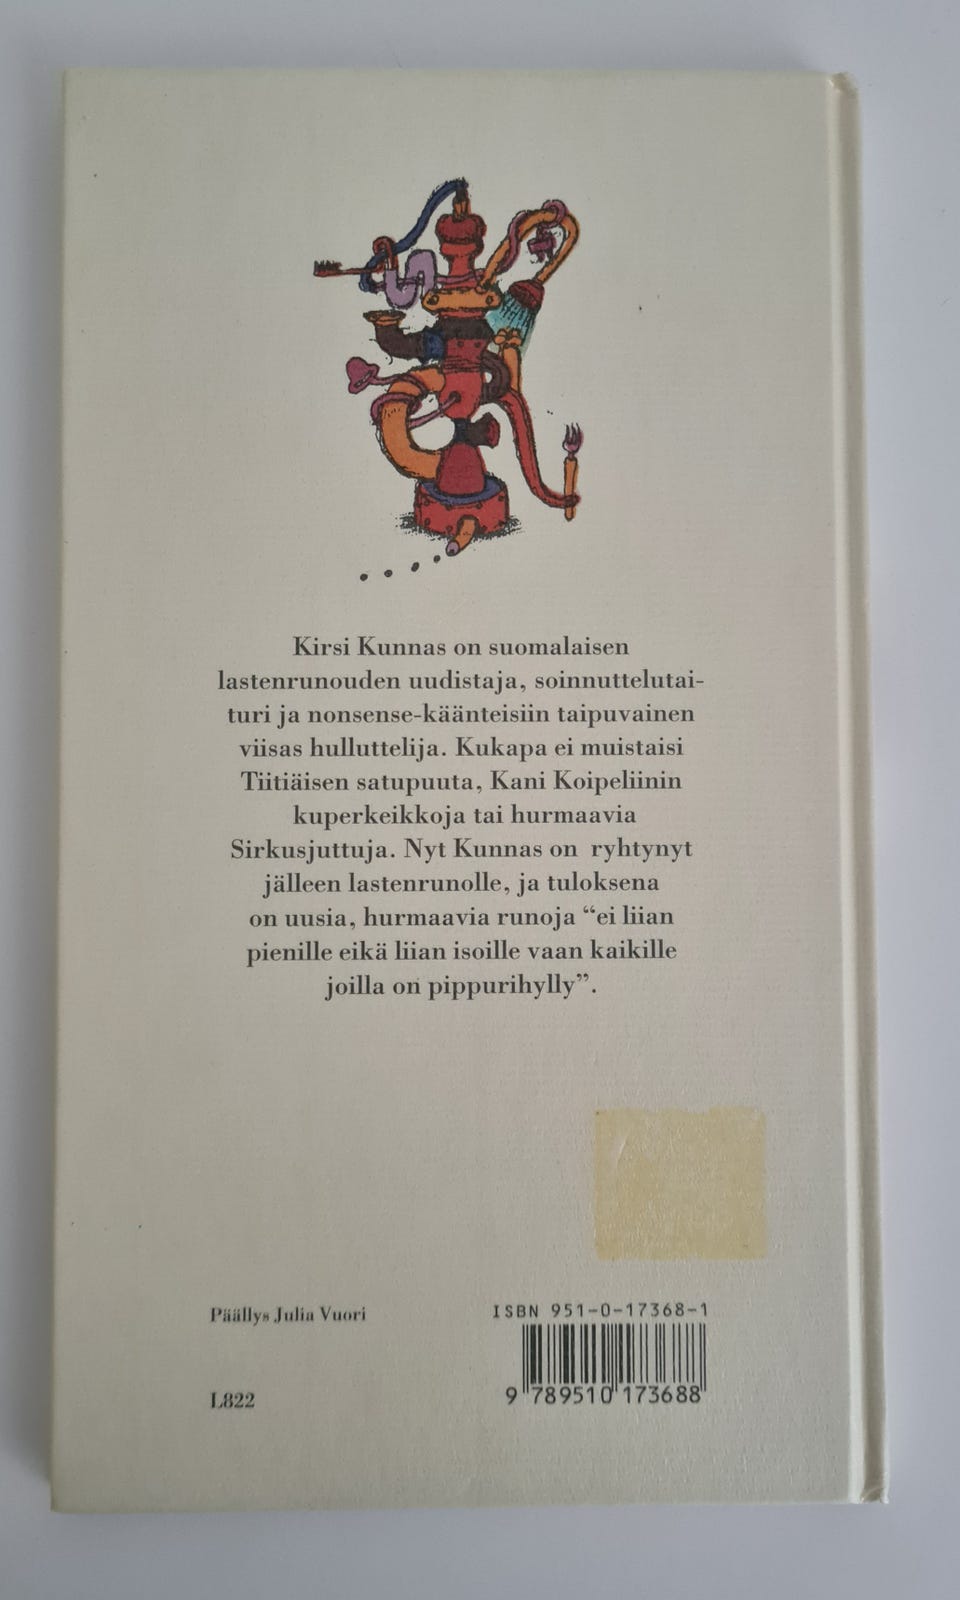 Kirsi Kunnas on suomalaisen
lastenrunouden uudistaja, soinnuttelutai-
turi ja nonsense-käänteisiin taipuvainen
viisas hulluttelija. Kukapa ei muistaisi
Tiitiäisen satupuuta, Kani Koipeliinin
kuperkeikkoja tai hurmaavia
Sirkusjuttuja. Nyt Kunnas on ryhtynyt
jälleen lastenrunolle, ja tuloksena
on uusia, hurmaavia runoja “ei liian
pienille eikä liian isoille vaan kaikille
joilla on pippurihylly”.
Päällys Julia Vuori
L822
ISBN 951-0-17368-1
9 789510 173688